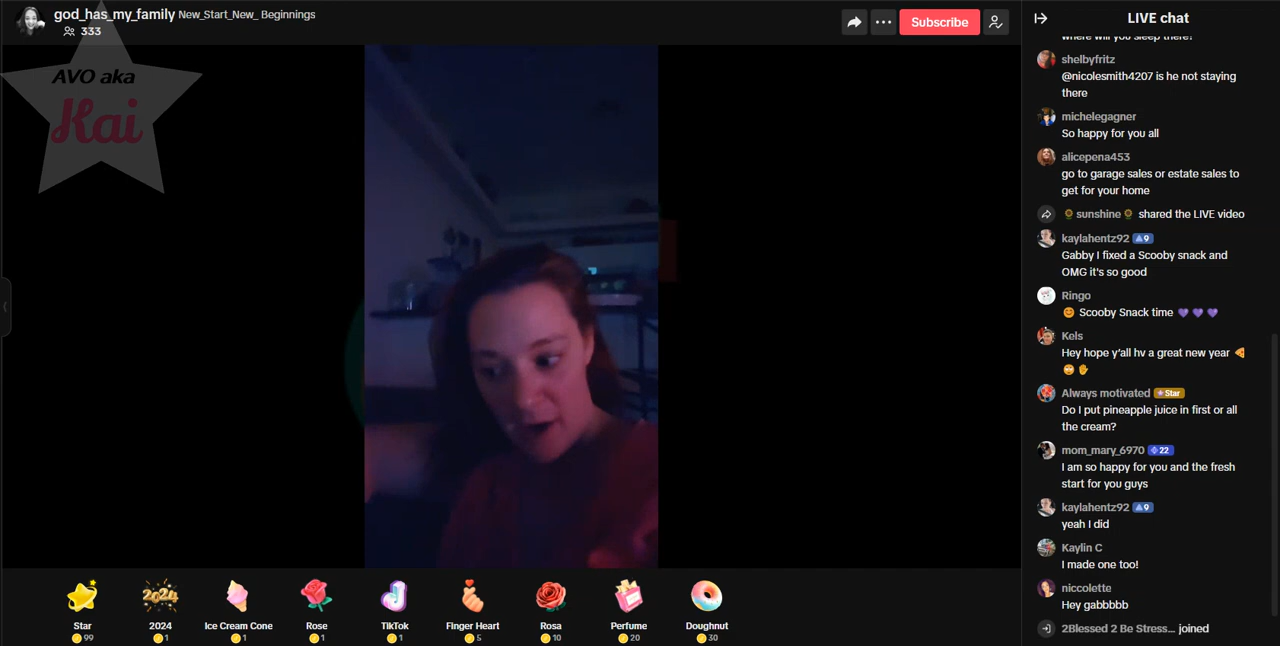 god_has_my_family New_Start_New_ Beginnings
333
Subscribe
AVO aka
Kai
LIVE chat
where will you sleep there?
shelbyfritz
@nicolesmith4207 is he not staying
there
michelegagner
So happy for you all
alicepena453
go to garage sales or estate sales to
get for your home
🌻sunshine🌻 shared the LIVE video
kaylahentz92 9
Gabby I fixed a Scooby snack and
OMG it's so good
Ringo
😊 Scooby Snack time 💜 💜 💜
Kels
Hey hope y'all hv a great new year 🍕
🙄 ✋
Always motivated Star
Do I put pineapple juice in first or all
the cream?
mom_mary_6970 22
I am so happy for you and the fresh
start for you guys
kaylahentz92 9
yeah I did
Kaylin C
I made one too!
niccolette
Hey gabbbbb
2Blessed 2 Be Stress... joined
2024
Star
99
2024
1
Ice Cream Cone
1
Rose
1
TikTok
1
Finger Heart
5
Rosa
10
Perfume
20
Doughnut
30